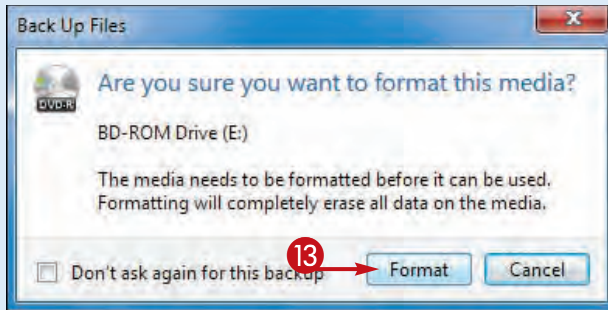 Back Up Files
Are you sure you want to format this media?
DVD-R
BD-ROM Drive (E:)
The media needs to be formatted before it can be used.
Formatting will completely erase all data on the media.
13
Don't ask again for this backup
Format
Cancel